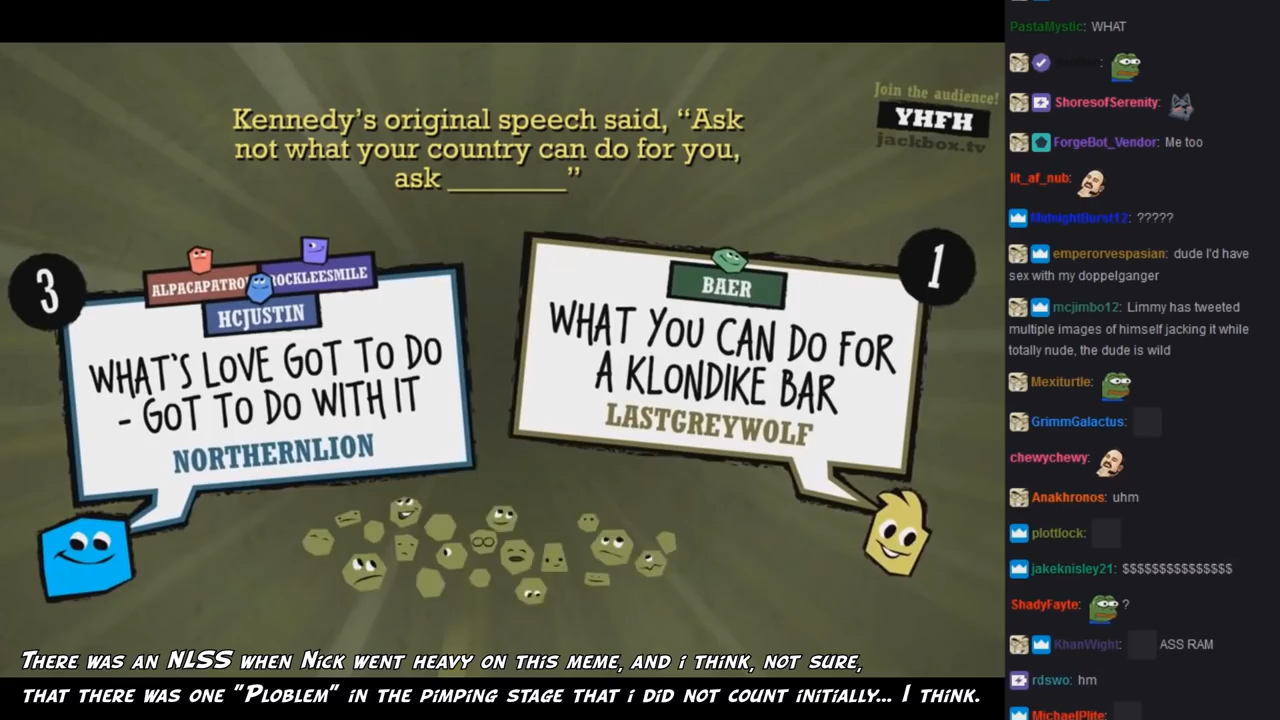 Kennedy's original speech said, "Ask
not what your country can do for you,
ask ________"
Join the audience!
YHFH
jackbox.tv
3
ROCKLEESMILE
HCJUSTIN
WHAT'S LOVE GOT TO DO
- GOT TO DO WITH IT
NORTHERNLION
1
BAER
WHAT YOU CAN DO FOR
A KLONDIKE BAR
LASTGREYWOLF
There was an NLSS when Nick went heavy on this meme, and i think, not sure,
that there was one "Ploblem" in the pimping stage that i did not count initially... I think.
PastaMystic: WHAT
ShoresofSerenity:
ForgeBot_Vendor: Me too
lit_af_nub:
MidnightBurst12: ?????
emperorvespasian: dude I'd have
sex with my doppelganger
mcjimbo12: Limmy has tweeted
multiple images of himself jacking it while
totally nude, the dude is wild
Mexiturtle:
GrimmGalactus:
chewychewy:
Anakhronos: uhm
plottlock:
jakeknisley21: $$$$$$$$$$$$$$$
ShadyFayte: ?
KhanWight: ASS RAM
rdswo: hm
MichaelPlite: